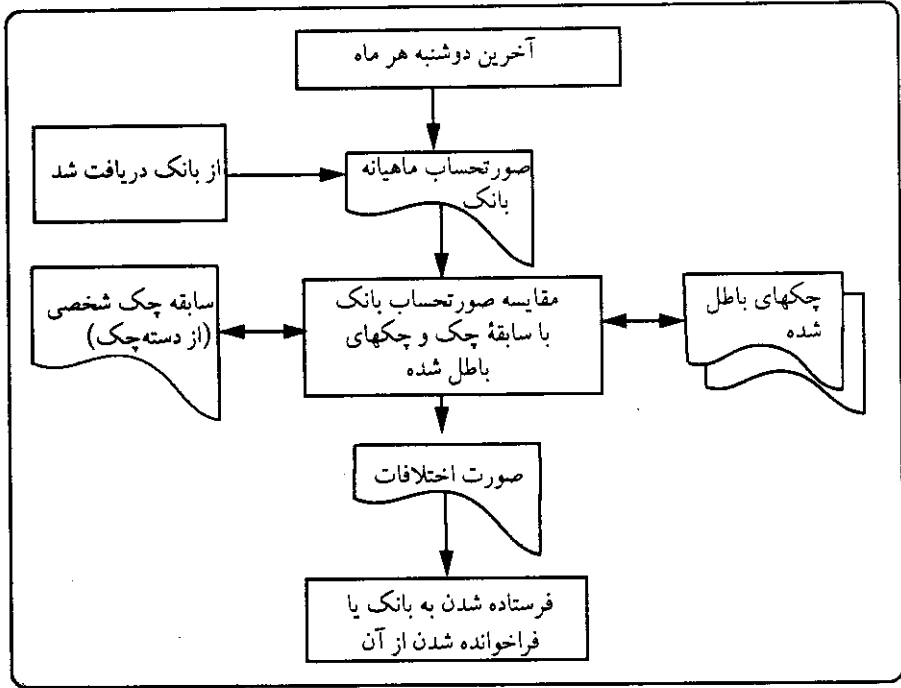 آخرین دوشنبه هر ماه
از بانک دریافت شد
صورتحساب ماهیانه
بانک
سابقه چک شخصی
(از دسته‌چک)
مقایسه صورتحساب بانک
با سابقهٔ چک و چکهای
باطل شده
چکهای باطل
شده
صورت اختلافات
فرستاده شدن به بانک یا
فراخوانده شدن از آن